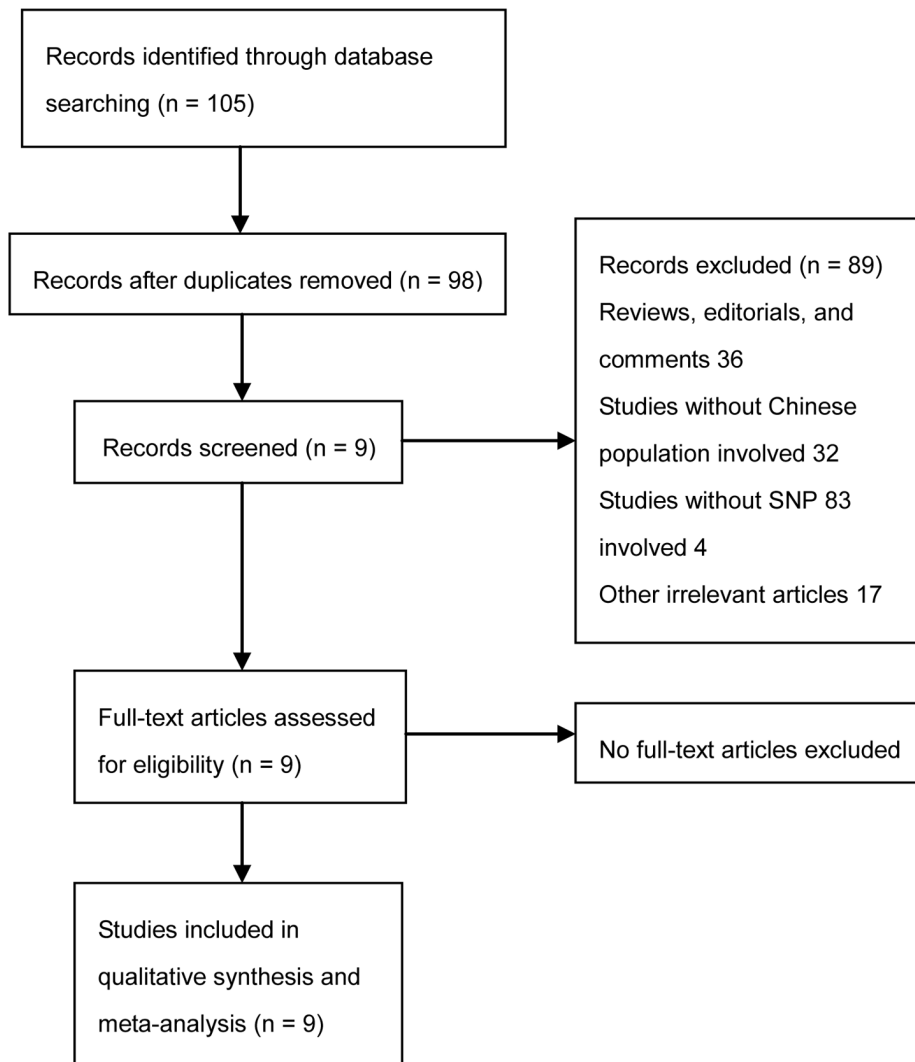 Records identified through database
searching (n = 105)
Records after duplicates removed (n = 98)
Records screened (n = 9)
Records excluded (n = 89)
Reviews, editorials, and
comments 36
Studies without Chinese
population involved 32
Studies without SNP 83
involved 4
Other irrelevant articles 17
Full-text articles assessed
for eligibility (n = 9)
No full-text articles excluded
Studies included in
qualitative synthesis and
meta-analysis (n = 9)